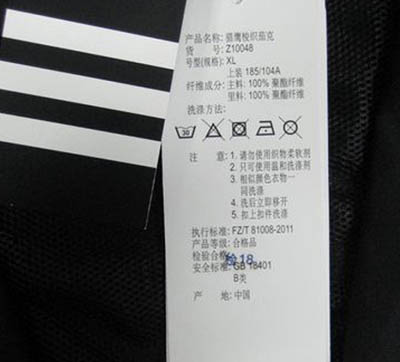 产品名称: 猎鹰梭织茄克
货 号: Z10048
号型(规格): XL
上装 185/104A
纤维成分: 主料: 100% 聚酯纤维
里料: 100% 聚酯纤维
洗涤方法:
30
注 意: 1. 请勿使用织物柔软剂
2. 只可使用温和洗涤剂
3. 相似颜色衣物一
同洗涤
4. 洗后立即移开
5. 扣上扣件洗涤
执行标准: FZ/T 81008-2011
产品等级: 合格品
检验合格: 检18
安全标准: GB 18401
B类
产 地: 中国